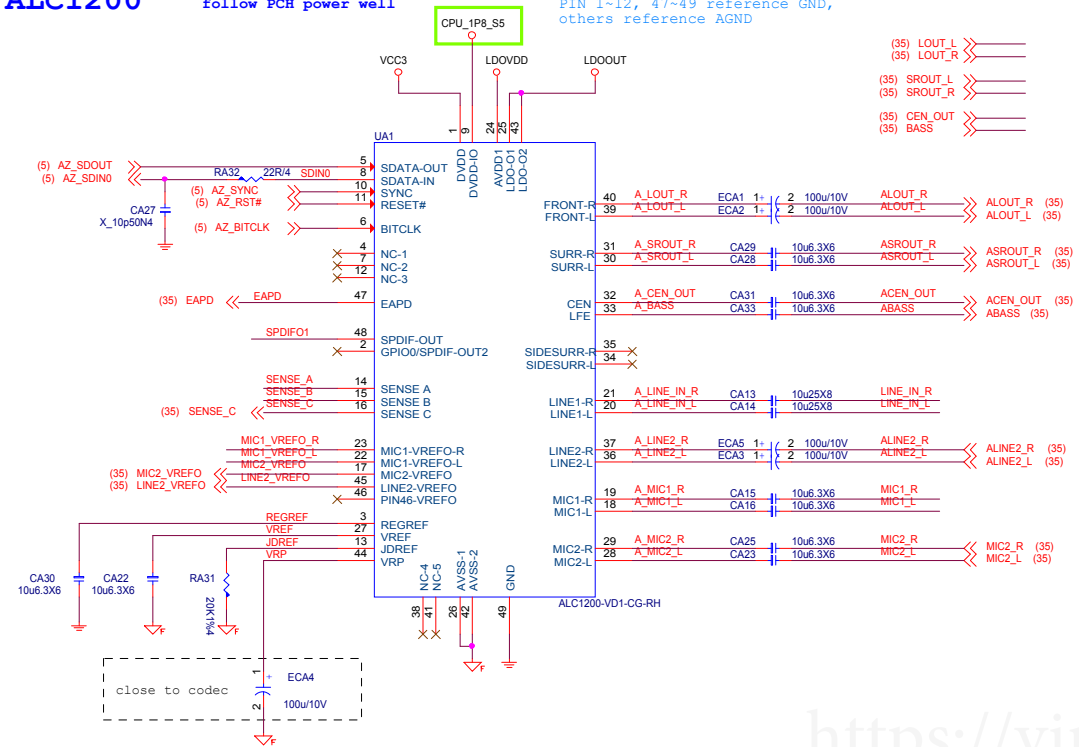 ALC1200
follow PCH power well
PIN 1~12, 47~49 reference GND,
others reference AGND
CPU_1P8_S5
VCC3
LDOVDD
LDOOUT
(35) LOUT_L
(35) LOUT_R
(35) SROUT_L
(35) SROUT_R
(35) CEN_OUT
(35) BASS
UA1
1
9
24
25
43
DVDD
DVDD-IO
AVDD1
LDO-O1
LDO-O2
(5) AZ_SDOUT
5 SDATA-OUT
(5) AZ_SDIN0
RA32 22R/4 SDIN0
8 SDATA-IN
(5) AZ_SYNC
10 SYNC
(5) AZ_RST#
11 RESET#
CA27
X_10p50N4
(5) AZ_BITCLK
6 BITCLK
4 NC-1
7 NC-2
12 NC-3
(35) EAPD EAPD 47 EAPD
SPDIFO1 48 SPDIF-OUT
2 GPIO0/SPDIF-OUT2
SENSE_A 14 SENSE A
SENSE_B 15 SENSE B
(35) SENSE_C SENSE_C 16 SENSE C
MIC1_VREFO_R 23 MIC1-VREFO-R
MIC1_VREFO_L 22 MIC1-VREFO-L
(35) MIC2_VREFO MIC2_VREFO 17 MIC2-VREFO
(35) LINE2_VREFO LINE2_VREFO 45 LINE2-VREFO
46 PIN46-VREFO
REGREF 3 REGREF
VREF 27 VREF
JDREF 13 JDREF
VRP 44 VRP
FRONT-R 40 A_LOUT_R ECA1 1+ 2 100u/10V ALOUT_R ALOUT_R (35)
FRONT-L 39 A_LOUT_L ECA2 1+ 2 100u/10V ALOUT_L ALOUT_L (35)
SURR-R 31 A_SROUT_R CA29 10u6.3X6 ASROUT_R ASROUT_R (35)
SURR-L 30 A_SROUT_L CA28 10u6.3X6 ASROUT_L ASROUT_L (35)
CEN 32 A_CEN_OUT CA31 10u6.3X6 ACEN_OUT ACEN_OUT (35)
LFE 33 A_BASS CA33 10u6.3X6 ABASS ABASS (35)
SIDESURR-R 35
SIDESURR-L 34
LINE1-R 21 A_LINE_IN_R CA13 10u25X8 LINE_IN_R
LINE1-L 20 A_LINE_IN_L CA14 10u25X8 LINE_IN_L
LINE2-R 37 A_LINE2_R ECA5 1+ 2 100u/10V ALINE2_R ALINE2_R (35)
LINE2-L 36 A_LINE2_L ECA3 1+ 2 100u/10V ALINE2_L ALINE2_L (35)
MIC1-R 19 A_MIC1_R CA15 10u6.3X6 MIC1_R
MIC1-L 18 A_MIC1_L CA16 10u6.3X6 MIC1_L
MIC2-R 29 A_MIC2_R CA25 10u6.3X6 MIC2_R MIC2_R (35)
MIC2-L 28 A_MIC2_L CA23 10u6.3X6 MIC2_L MIC2_L (35)
CA30
10u6.3X6
CA22
10u6.3X6
RA31
20K1%4
NC-4
NC-5
AVSS-1
AVSS-2
GND
38
41
26
42
49
ALC1200-VD1-CG-RH
close to codec
1
+
2
ECA4
100u/10V